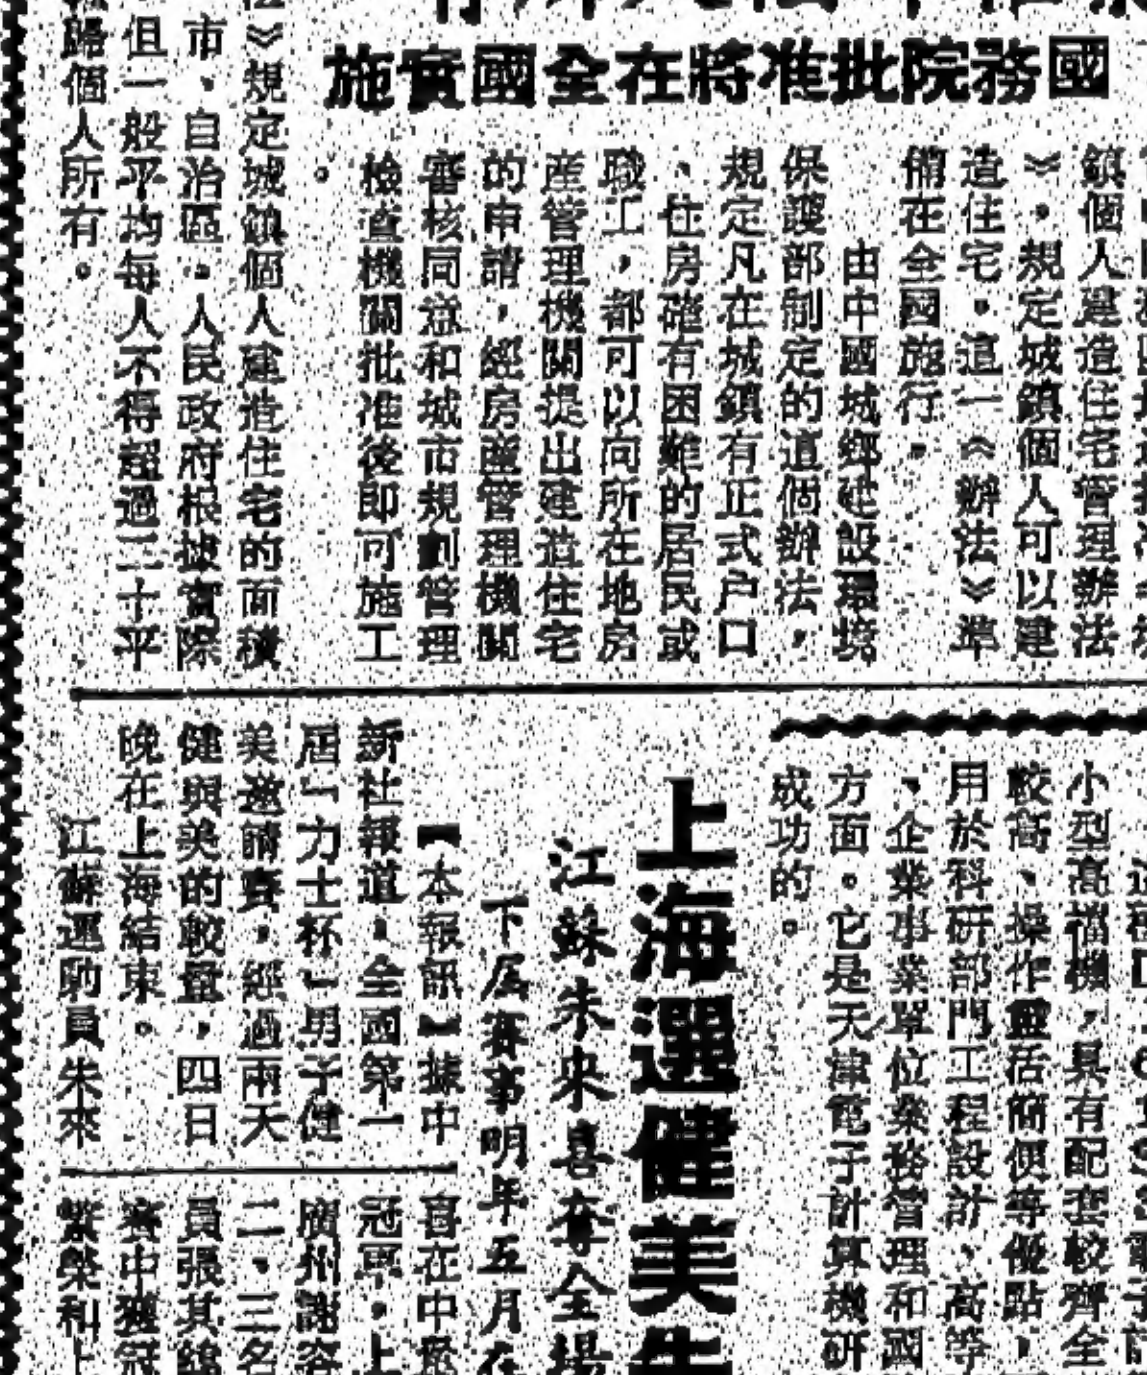 國務院批准將在全國實施
鎮個人建造住宅管理辦法
》。規定城鎮個人可以建
造住宅。這一《辦法》準
備在全國施行。
由中國城鄉建設環境
保護部制定的這個辦法，
規定凡在城鎮有正式户口
、住房確有困難的居民或
職工，都可以向所在地房
產管理機關提出建造住宅
的申請，經房產管理機關
審核同意和城市規劃管理
檢查機關批准後即可施工
。
》規定城鎮個人建造住宅的面積
市、自治區。人民政府根據實際
但一般平均每人不得超過二十平
歸個人所有。
小型高檔機，具有配套較齊全
較高、操作靈活簡便等優點，
用於科研部門工程設計、高等
、企業事業單位業務管理和國
方面。它是天津電子計算機研
成功的。
上海選健美
江蘇朱來喜奪全場
下屆賽事明年五月在
【本報訊】據中
新社報道，全國第一
屆「力士杯」男子健
美邀請賽，經過兩天
健與美的較量，四日
晚在上海結束。
江蘇運動員朱來
喜在中
冠軍。上
廣州謝容
二、三名
員張其
賽中獲冠
繁榮利上